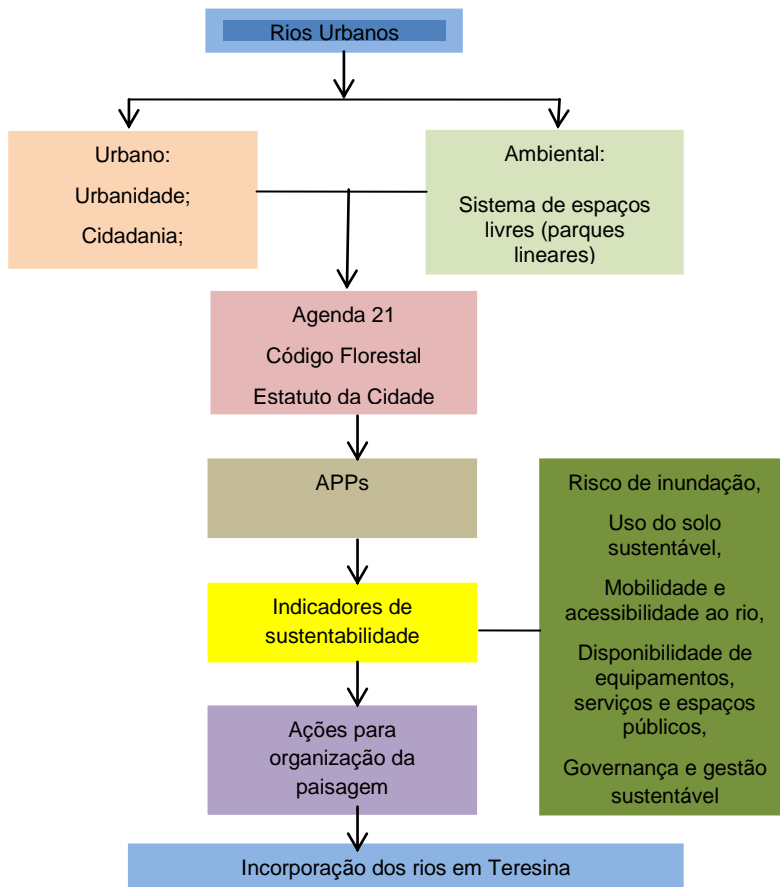 Rios Urbanos
Urbano:
Urbanidade;
Cidadania;
Ambiental:
Sistema de espaços
livres (parques
lineares)
Agenda 21
Código Florestal
Estatuto da Cidade
APPs
Indicadores de
sustentabilidade
Risco de inundação,
Uso do solo
sustentável,
Mobilidade e
acessibilidade ao rio,
Disponibilidade de
equipamentos,
serviços e espaços
públicos,
Governança e gestão
sustentável
Ações para
organização da
paisagem
Incorporação dos rios em Teresina